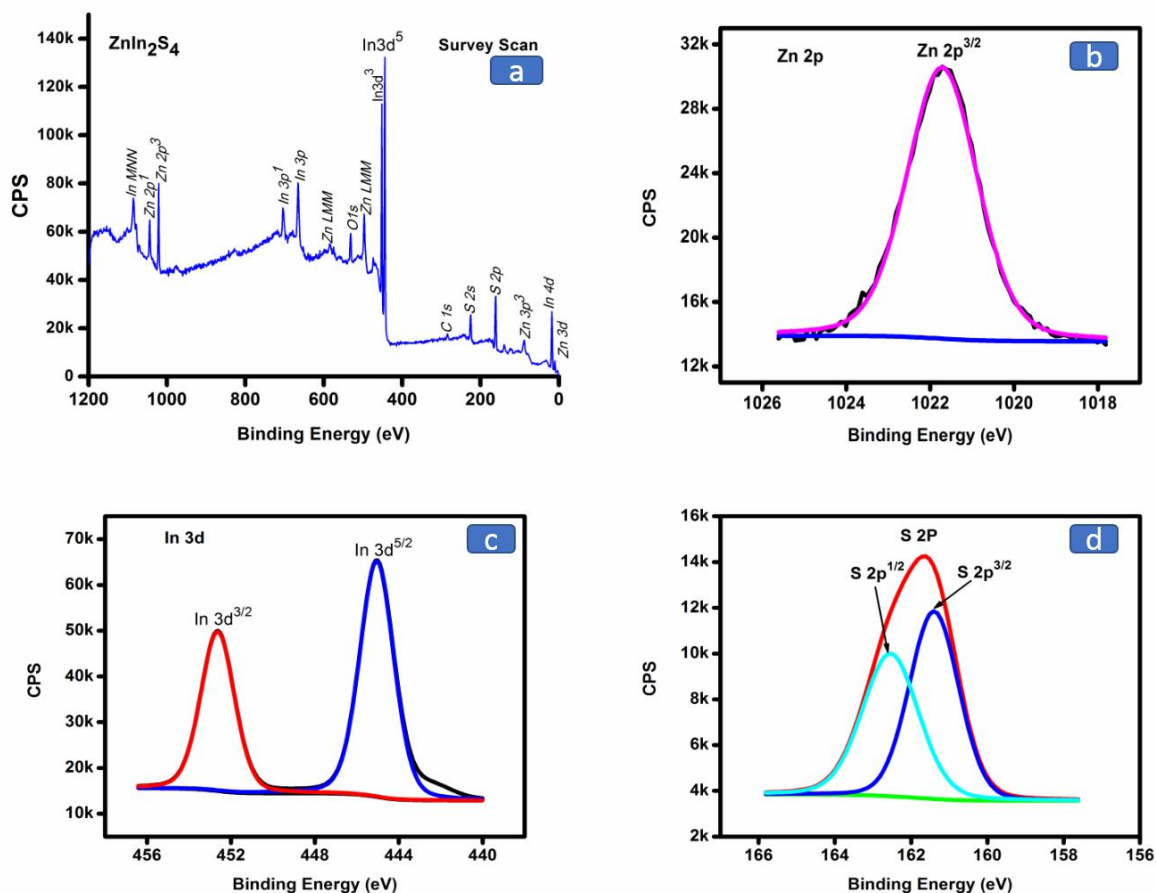 ZnIn₂S₄
Survey Scan
a
In3d⁵
In3d³
In MNN
Zn 2p¹
Zn 2p³
In 3p¹
In 3p
Zn LMM
O1s
Zn LMM
C 1s
S 2s
S 2p
Zn 3p³
In 4d
Zn 3d
140k
120k
100k
80k
60k
40k
20k
0
CPS
1200 1000 800 600 400 200 0
Binding Energy (eV)
Zn 2p
Zn 2p³/²
b
32k
28k
24k
20k
16k
12k
CPS
1026 1024 1022 1020 1018
Binding Energy (eV)
In 3d
c
In 3d³/²
In 3d⁵/²
70k
60k
50k
40k
30k
20k
10k
CPS
456 452 448 444 440
Binding Energy (eV)
S 2P
d
S 2p¹/²
S 2p³/²
16k
14k
12k
10k
8k
6k
4k
2k
CPS
166 164 162 160 158 156
Binding Energy (eV)